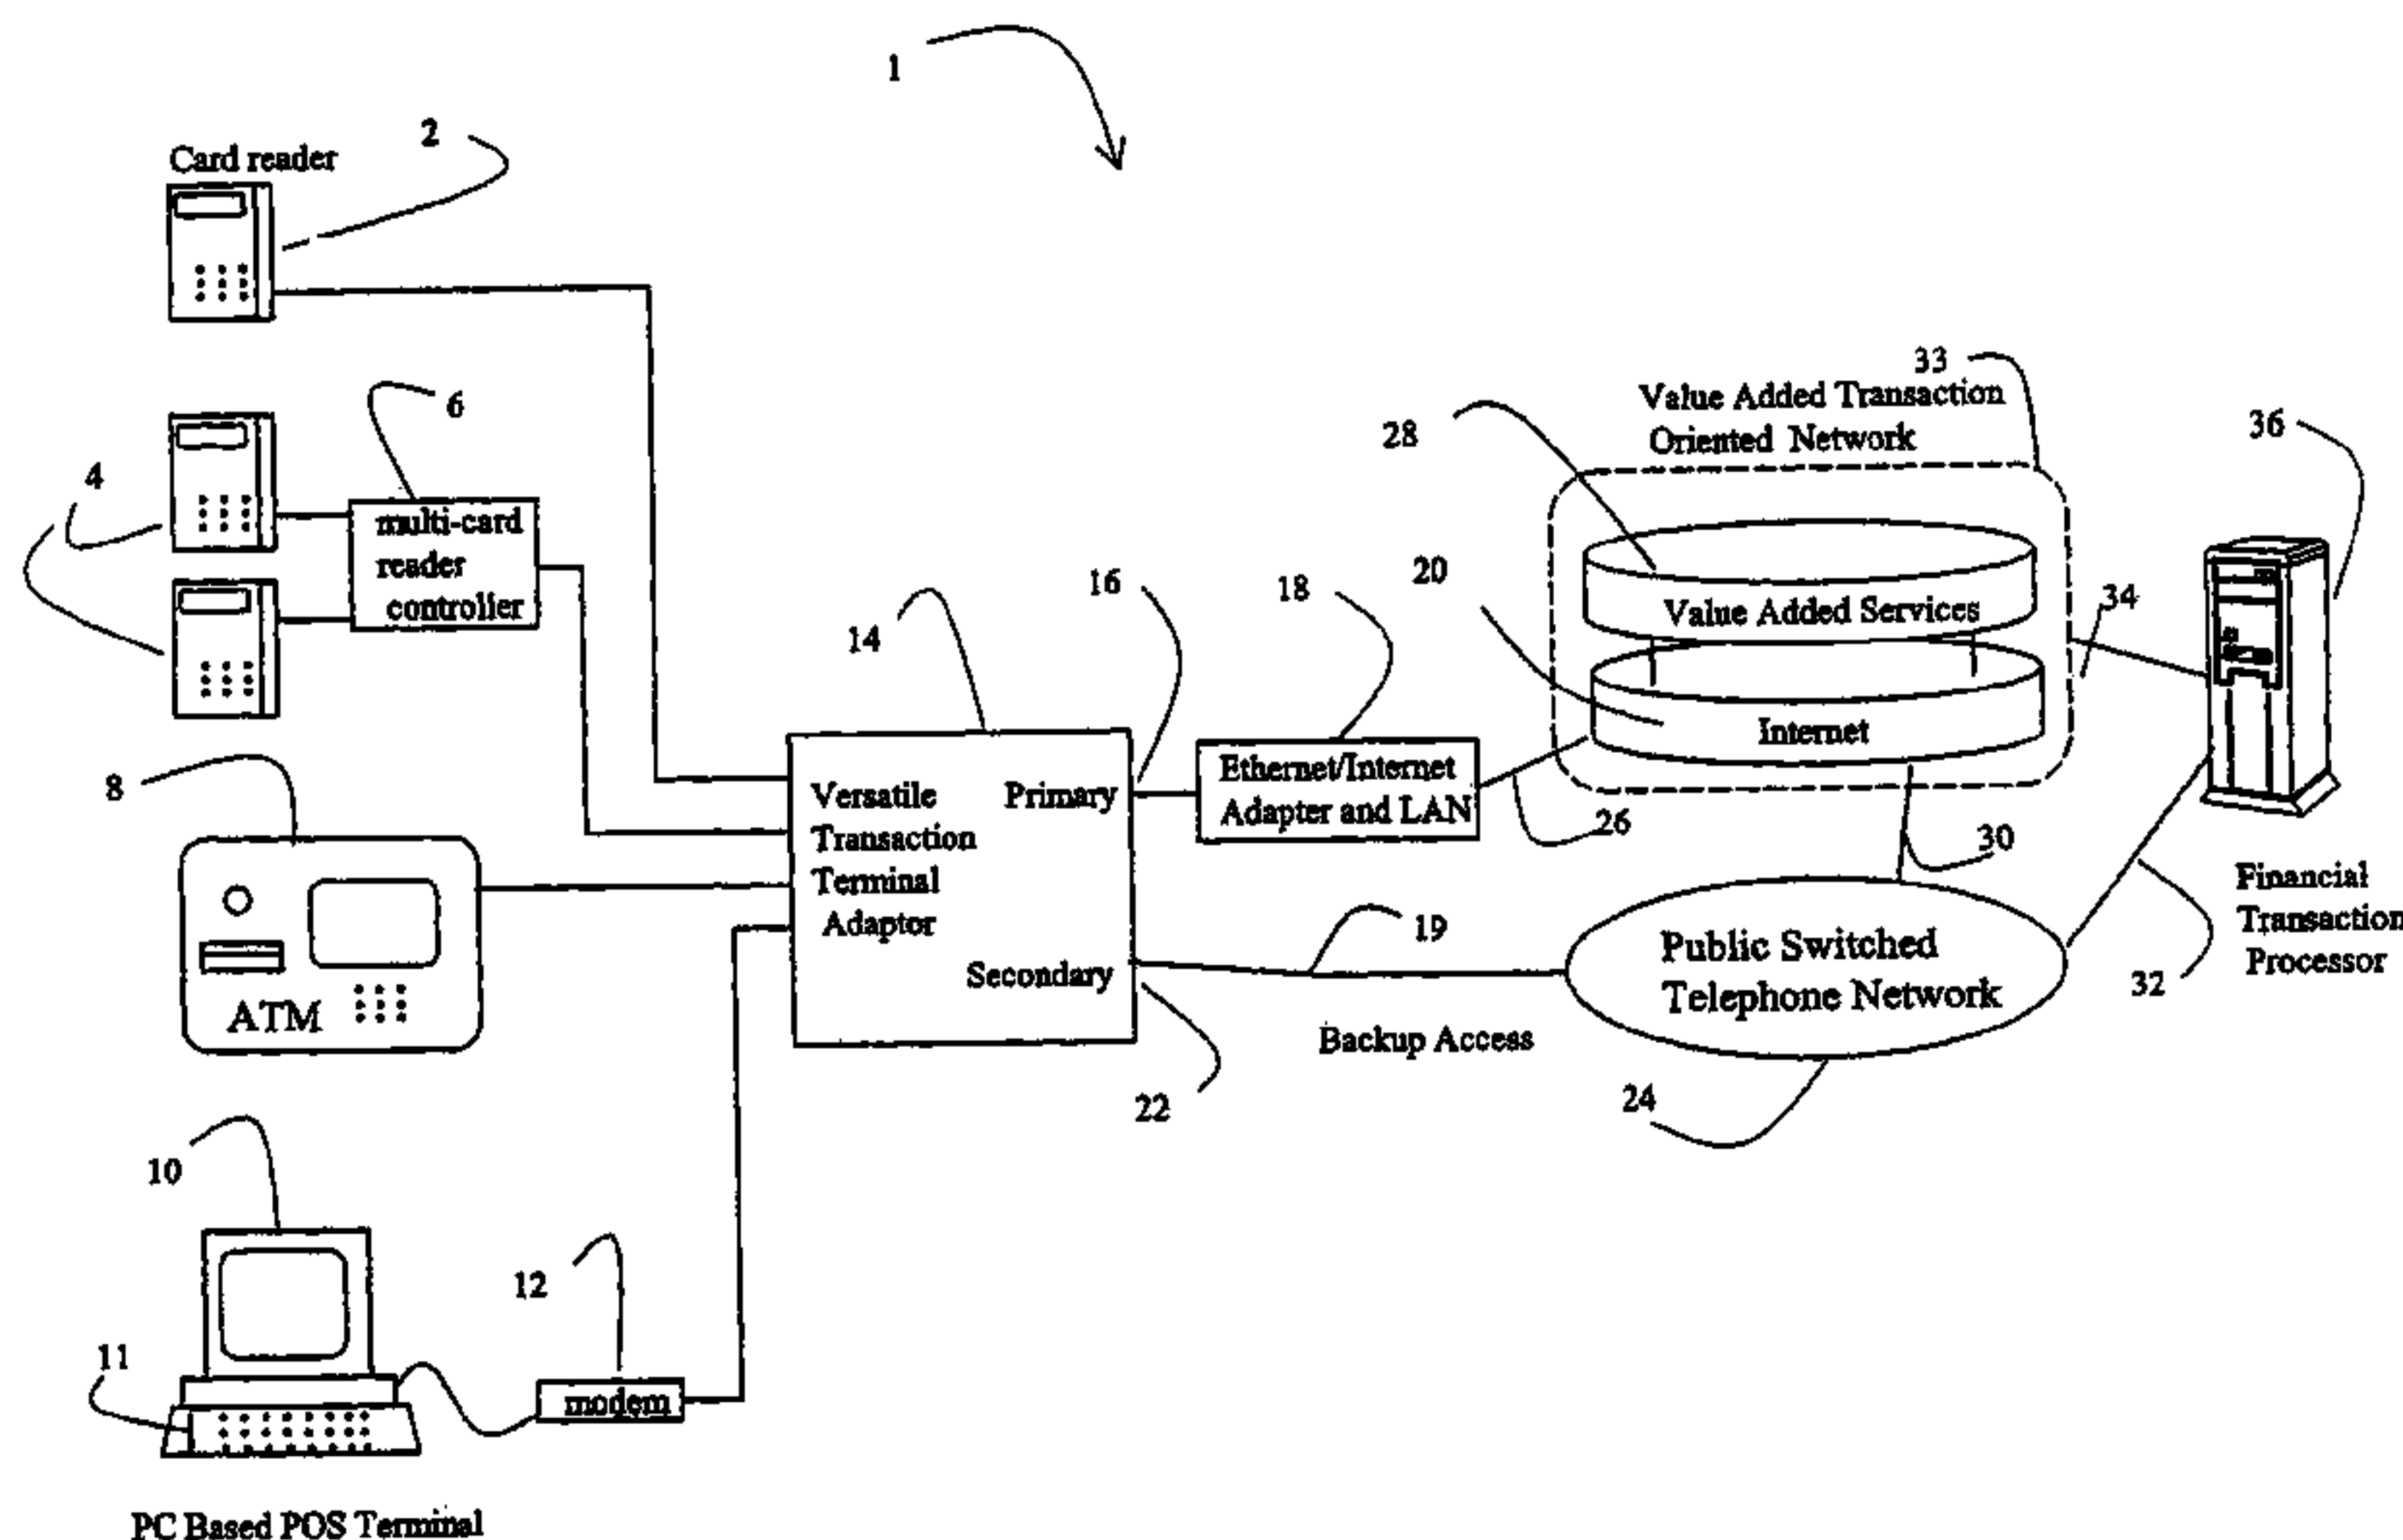 1
2
Card reader
33
Value Added Transaction
Oriented Network
6
28
36
4
multi-card
reader
controller
20
16
18
Value Added Services
34
14
Internet
8
Versatile
Transaction
Terminal
Adaptor
Primary
Ethernet/Internet
Adapter and LAN
26
30
Financial
Transaction
Processor
19
Public Switched
Telephone Network
Secondary
32
ATM
Backup Access
22
24
10
12
11
modem
PC Based POS Terminal